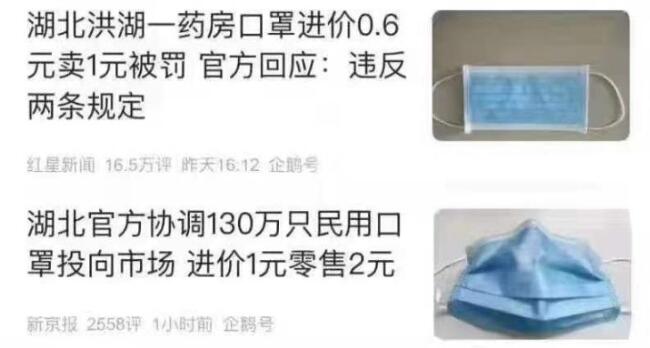 湖北洪湖一药房口罩进价0.6
元卖1元被罚 官方回应：违反
两条规定
红星新闻 16.5万评 昨天16:12 企鹅号
湖北官方协调130万只民用口
罩投向市场 进价1元零售2元
新京报 2558评 1小时前 企鹅号